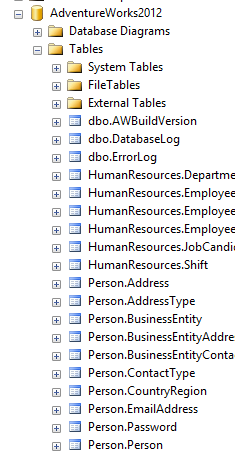 AdventureWorks2012
Database Diagrams
Tables
System Tables
FileTables
External Tables
dbo.AWBuildVersion
dbo.DatabaseLog
dbo.ErrorLog
HumanResources.Departme
HumanResources.Employee
HumanResources.Employee
HumanResources.Employee
HumanResources.JobCandi
HumanResources.Shift
Person.Address
Person.AddressType
Person.BusinessEntity
Person.BusinessEntityAddre
Person.BusinessEntityConta
Person.ContactType
Person.CountryRegion
Person.EmailAddress
Person.Password
Person.Person